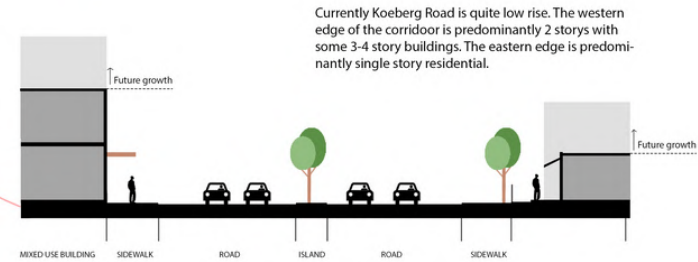 Currently Koeberg Road is quite low rise. The western
edge of the corridoor is predominantly 2 storys with
some 3-4 story buildings. The eastern edge is predomi-
nantly single story residential.
Future growth
Future growth
MIXED USE BUILDING SIDEWALK ROAD ISLAND ROAD SIDEWALK